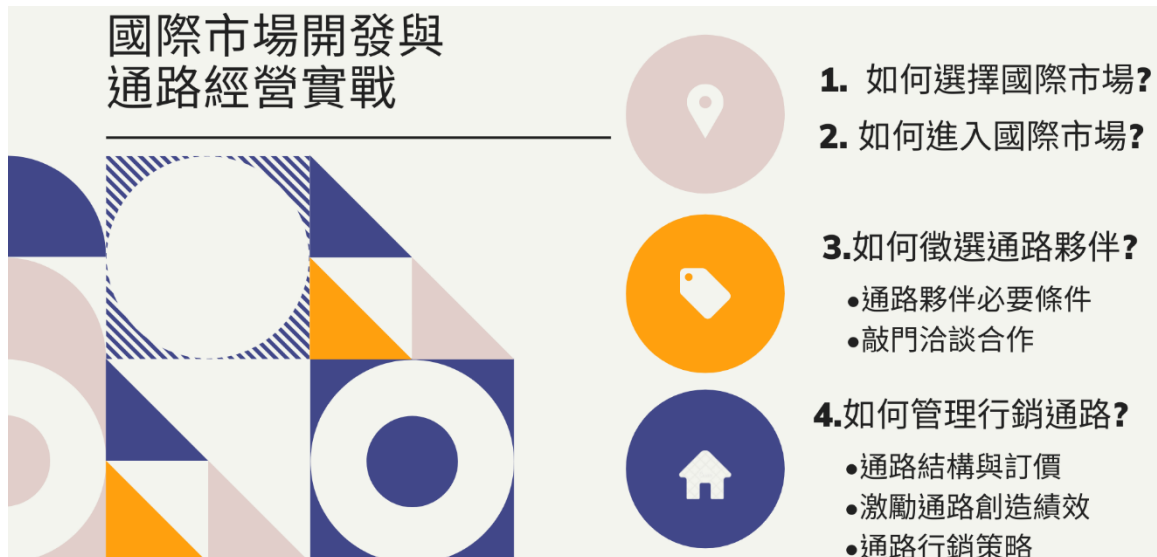 國際市場開發與
通路經營實戰
1. 如何選擇國際市場?
2. 如何進入國際市場?
3.如何徵選通路夥伴?
•通路夥伴必要條件
•敲門洽談合作
4.如何管理行銷通路?
•通路結構與訂價
•激勵通路創造績效
•通路行銷策略